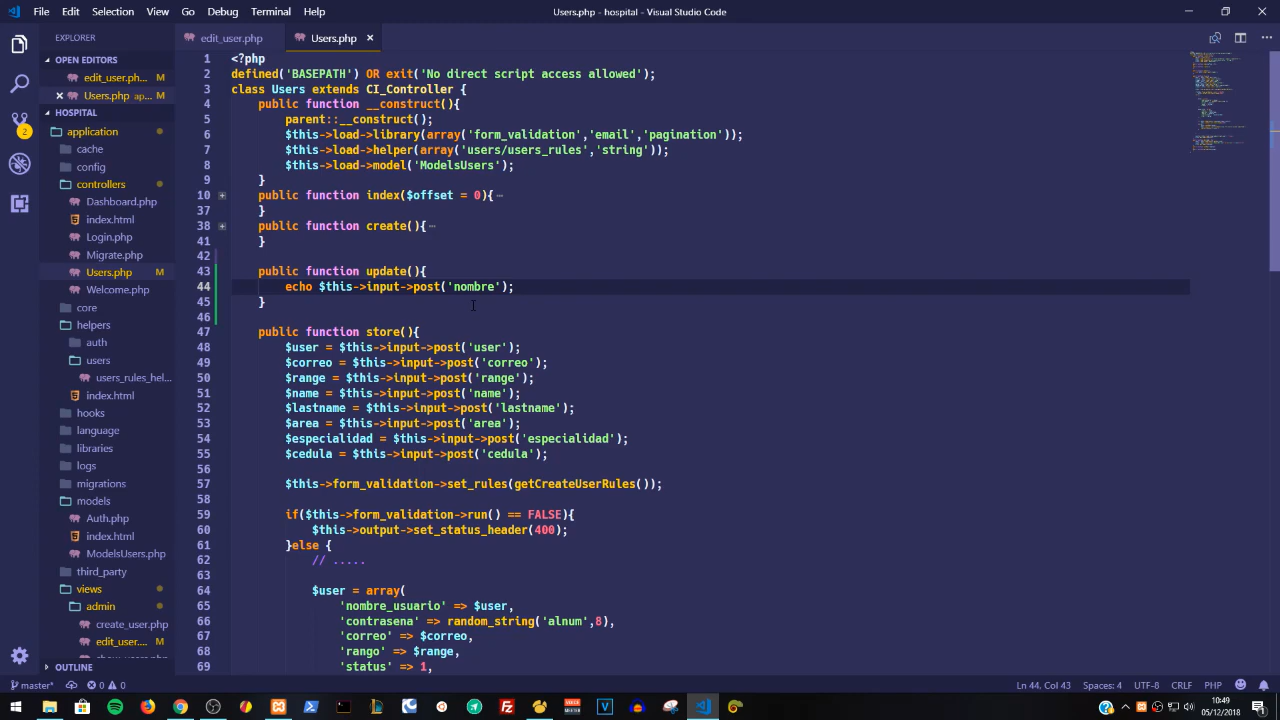 File Edit Selection View Go Debug Terminal Help
Users.php - hospital - Visual Studio Code
EXPLORER
OPEN EDITORS
edit_user.ph... M
Users.php ap... M
HOSPITAL
application
cache
config
controllers
Dashboard.php
index.html
Login.php
Migrate.php
Users.php M
Welcome.php
core
helpers
auth
users
users_rules_hel...
index.html
hooks
language
libraries
logs
migrations
models
Auth.php
index.html
ModelsUsers.php
third_party
views
admin
create_user.php
edit_user.... M
OUTLINE
2
edit_user.php
Users.php
1 <?php
2 defined('BASEPATH') OR exit('No direct script access allowed');
3 class Users extends CI_Controller {
4 public function __construct(){
5 parent::__construct();
6 $this->load->library(array('form_validation','email','pagination'));
7 $this->load->helper(array('users/users_rules','string'));
8 $this->load->model('ModelsUsers');
9 }
10 public function index($offset = 0){
37 }
38 public function create(){
41 }
42
43 public function update(){
44 echo $this->input->post('nombre');
45 }
46
47 public function store(){
48 $user = $this->input->post('user');
49 $correo = $this->input->post('correo');
50 $range = $this->input->post('range');
51 $name = $this->input->post('name');
52 $lastname = $this->input->post('lastname');
53 $area = $this->input->post('area');
54 $especialidad = $this->input->post('especialidad');
55 $cedula = $this->input->post('cedula');
56
57 $this->form_validation->set_rules(getCreateUserRules());
58
59 if($this->form_validation->run() == FALSE){
60 $this->output->set_status_header(400);
61 }else {
62 // .....
63
64 $user = array(
65 'nombre_usuario' => $user,
66 'contrasena' => random_string('alnum',8),
67 'correo' => $correo,
68 'rango' => $range,
69 'status' => 1,
master* 0 0
Ln 44, Col 43 Spaces: 4 UTF-8 CRLF PHP
10:49
05/12/2018